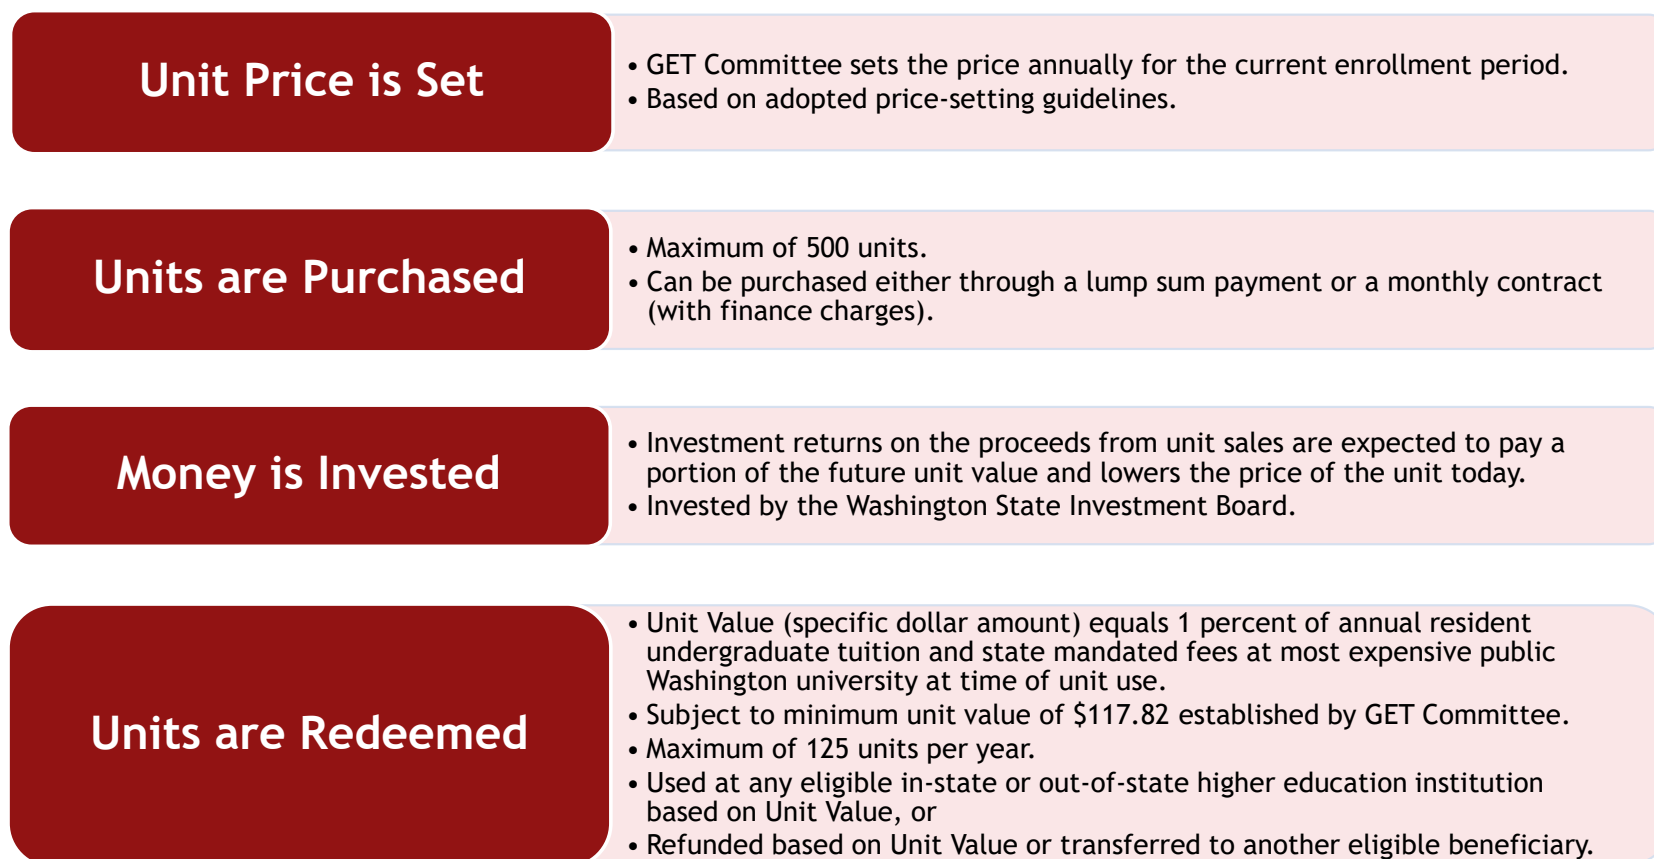 Unit Price is Set
• GET Committee sets the price annually for the current enrollment period.
• Based on adopted price-setting guidelines.
Units are Purchased
• Maximum of 500 units.
• Can be purchased either through a lump sum payment or a monthly contract
(with finance charges).
Money is Invested
• Investment returns on the proceeds from unit sales are expected to pay a
portion of the future unit value and lowers the price of the unit today.
• Invested by the Washington State Investment Board.
Units are Redeemed
• Unit Value (specific dollar amount) equals 1 percent of annual resident
undergraduate tuition and state mandated fees at most expensive public
Washington university at time of unit use.
• Subject to minimum unit value of $117.82 established by GET Committee.
• Maximum of 125 units per year.
• Used at any eligible in-state or out-of-state higher education institution
based on Unit Value, or
• Refunded based on Unit Value or transferred to another eligible beneficiary.